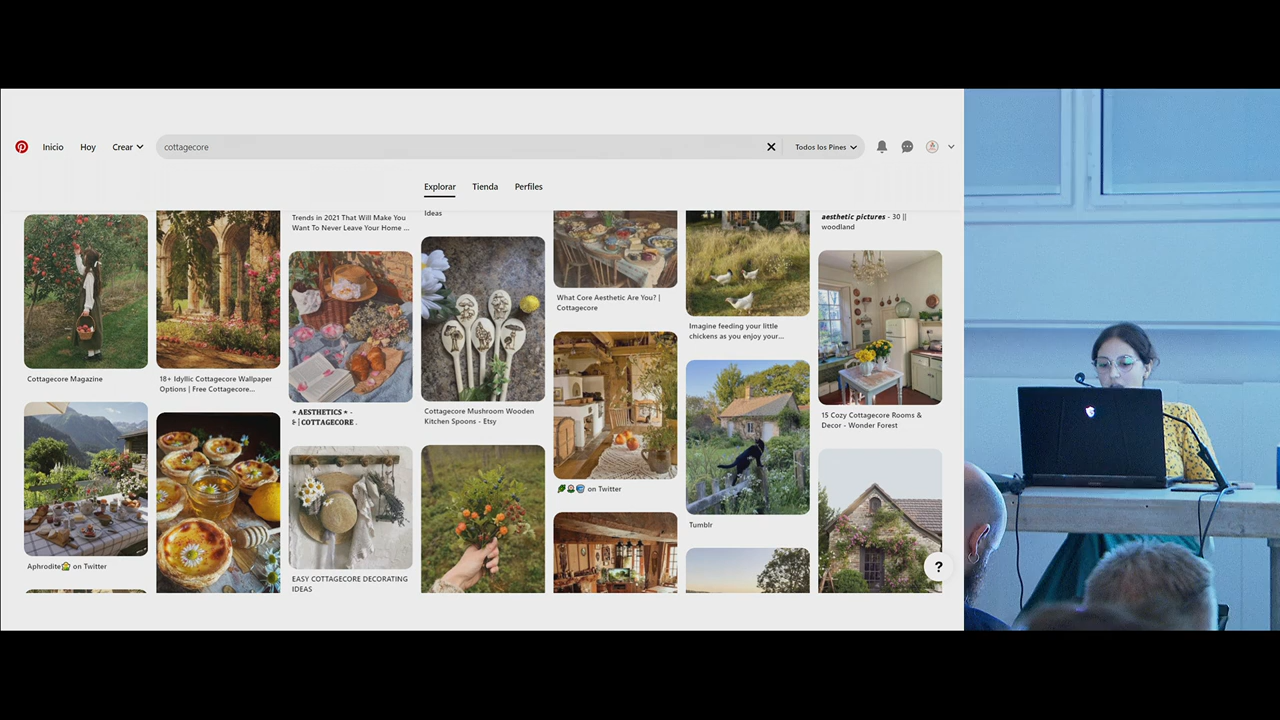 Inicio
Hoy
Crear
cottagecore
Todos los Pines
Explorar
Tienda
Perfiles
Cottagecore Magazine
Aphrodite on Twitter
18+ Idyllic Cottagecore Wallpaper
Options | Free Cottagecore...
Trends in 2021 That Will Make You
Want To Never Leave Your Home ...
★ AESTHETICS ★ -
& | COTTAGECORE .
EASY COTTAGECORE DECORATING
IDEAS
Ideas
Cottagecore Mushroom Wooden
Kitchen Spoons - Etsy
What Core Aesthetic Are You? |
Cottagecore
on Twitter
Imagine feeding your little
chickens as you enjoy your...
Tumblr
aesthetic pictures - 30 ||
woodland
15 Cozy Cottagecore Rooms &
Decor - Wonder Forest
?